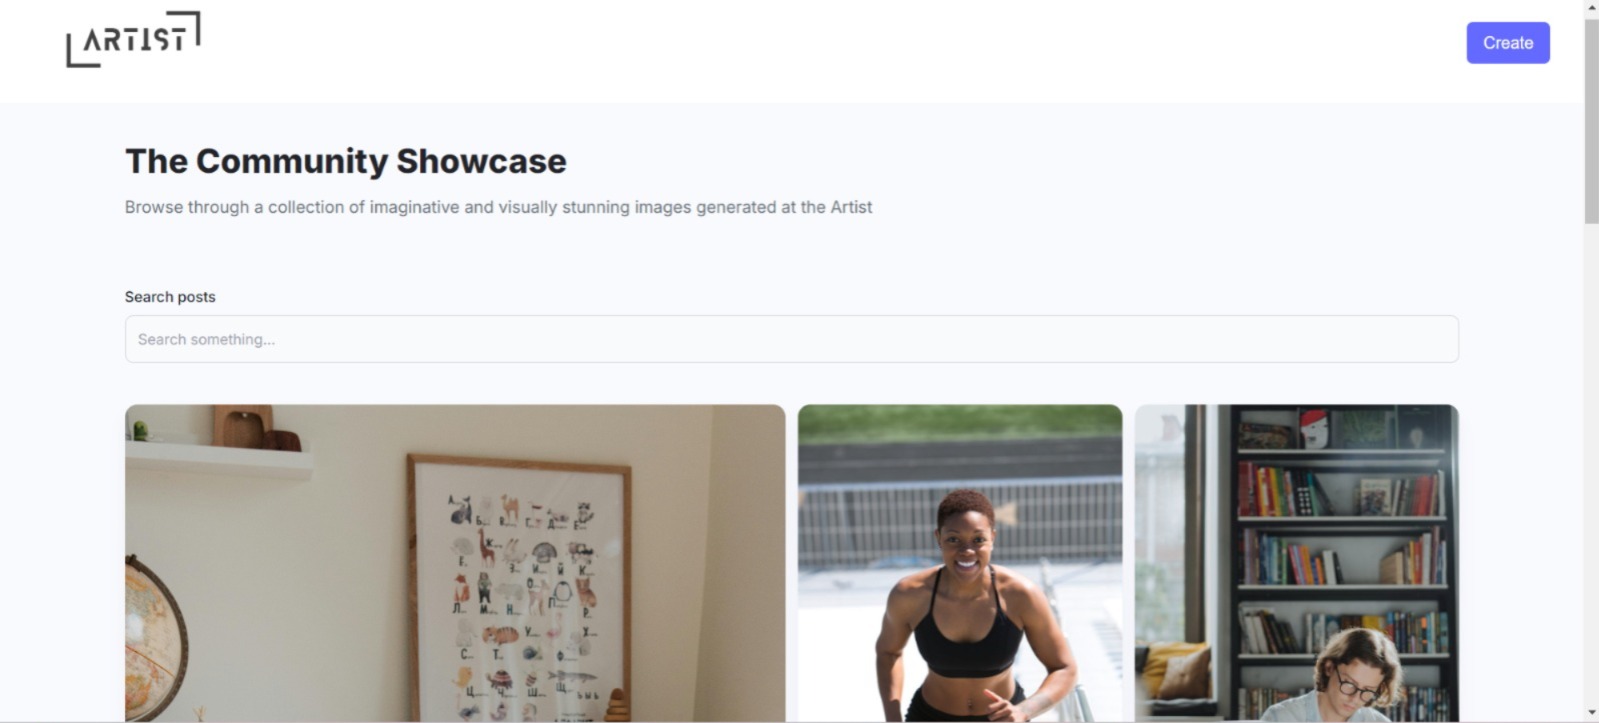 ARTIST
Create
The Community Showcase
Browse through a collection of imaginative and visually stunning images generated at the Artist
Search posts
Search something...
А... Б... В... Г... Д... Е...
Ё... Ж... З... И... Й... К...
Л... М... Н... О... П... Р...
С... Т... У... Х...
Ц... Ч... Ш... Щ... Ъ Ы Ь